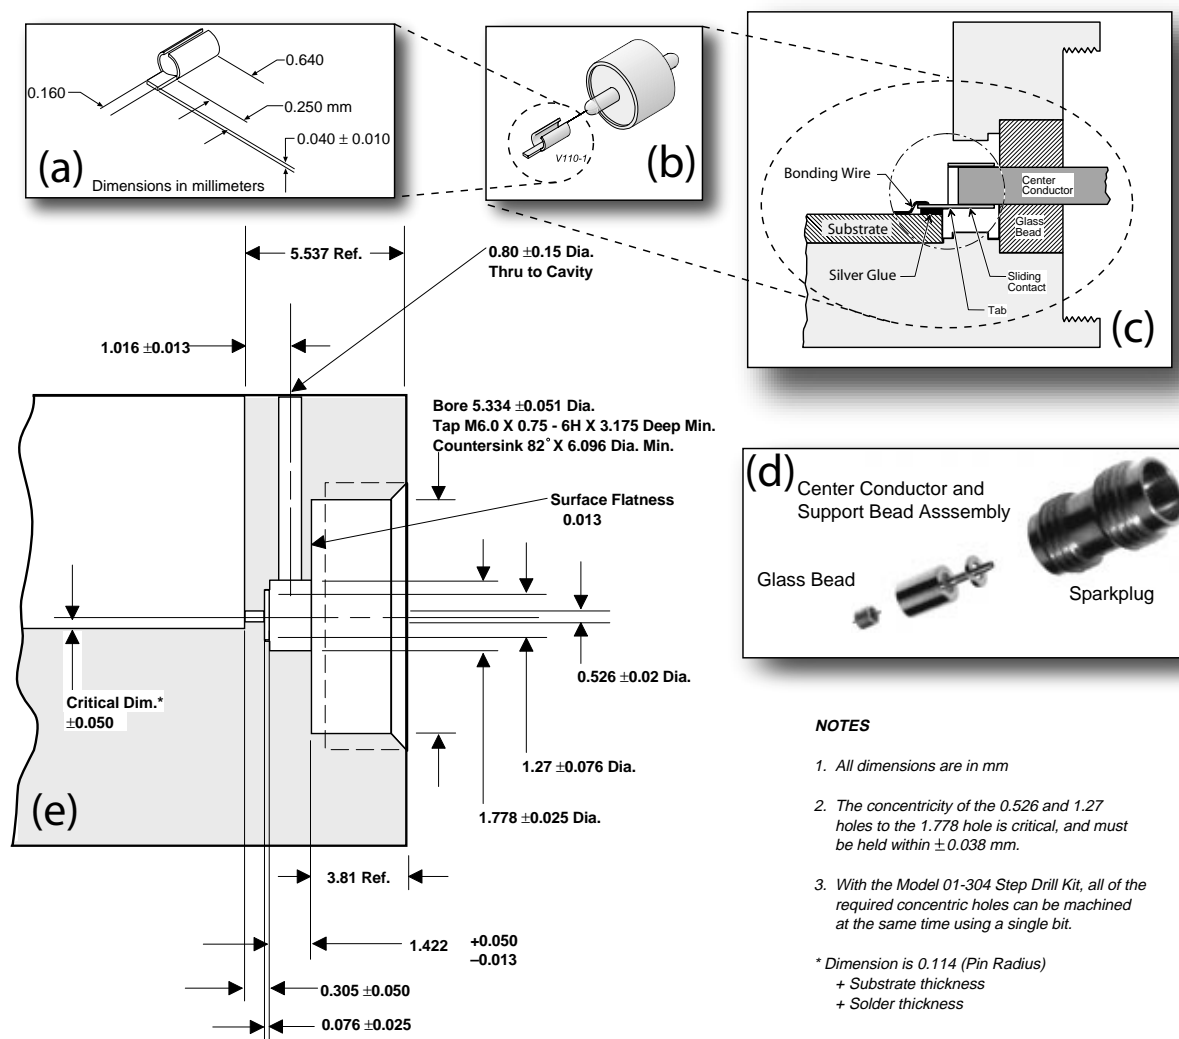 0.640
0.160
0.250 mm
0.040 ± 0.010
(a)
Dimensions in millimeters
V110-1
(b)
Bonding Wire
Center
Conductor
Substrate
Glass
Bead
Silver Glue
Sliding
Contact
Tab
(c)
5.537 Ref.
0.80 ±0.15 Dia.
Thru to Cavity
1.016 ±0.013
Bore 5.334 ±0.051 Dia.
Tap M6.0 X 0.75 - 6H X 3.175 Deep Min.
Countersink 82° X 6.096 Dia. Min.
Surface Flatness
0.013
(d)
Center Conductor and
Support Bead Asssembly
Glass Bead
Sparkplug
0.526 ±0.02 Dia.
Critical Dim.*
±0.050
1.27 ±0.076 Dia.
(e)
1.778 ±0.025 Dia.
3.81 Ref.
1.422 +0.050
–0.013
0.305 ±0.050
0.076 ±0.025
NOTES
1. All dimensions are in mm
2. The concentricity of the 0.526 and 1.27
holes to the 1.778 hole is critical, and must
be held within ±0.038 mm.
3. With the Model 01-304 Step Drill Kit, all of the
required concentric holes can be machined
at the same time using a single bit.
* Dimension is 0.114 (Pin Radius)
+ Substrate thickness
+ Solder thickness